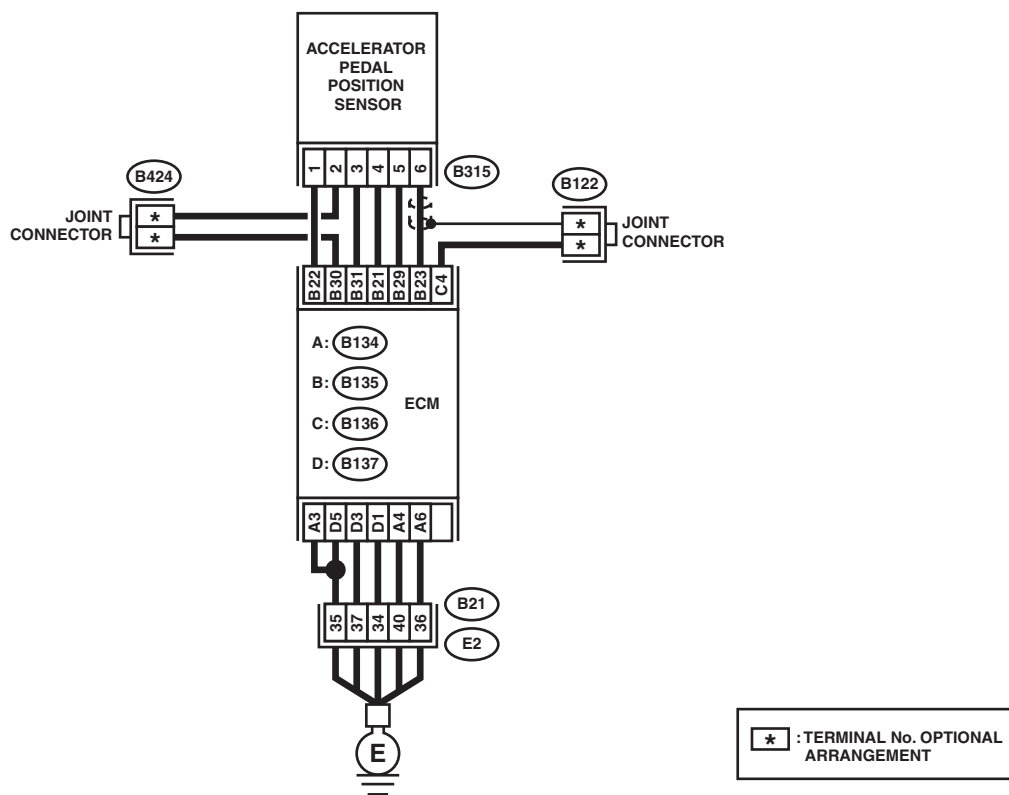 ACCELERATOR
PEDAL
POSITION
SENSOR
1 2 3 4 5 6
B315
B424
B122
JOINT
CONNECTOR
*
*
*
*
JOINT
CONNECTOR
B22 B30 B31 B21 B29 B23 C4
A: B134
B: B135
C: B136
D: B137
ECM
A3 D5 D3 D1 A4 A6
35 37 34 40 36
B21
E2
E
* : TERMINAL No. OPTIONAL
ARRANGEMENT